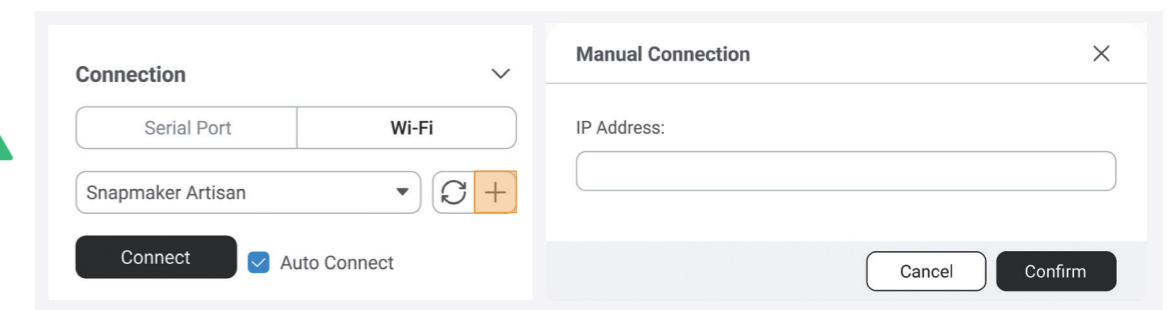 Connection
Serial Port
Wi-Fi
Snapmaker Artisan
Connect
Auto Connect
Manual Connection
IP Address:
Cancel
Confirm